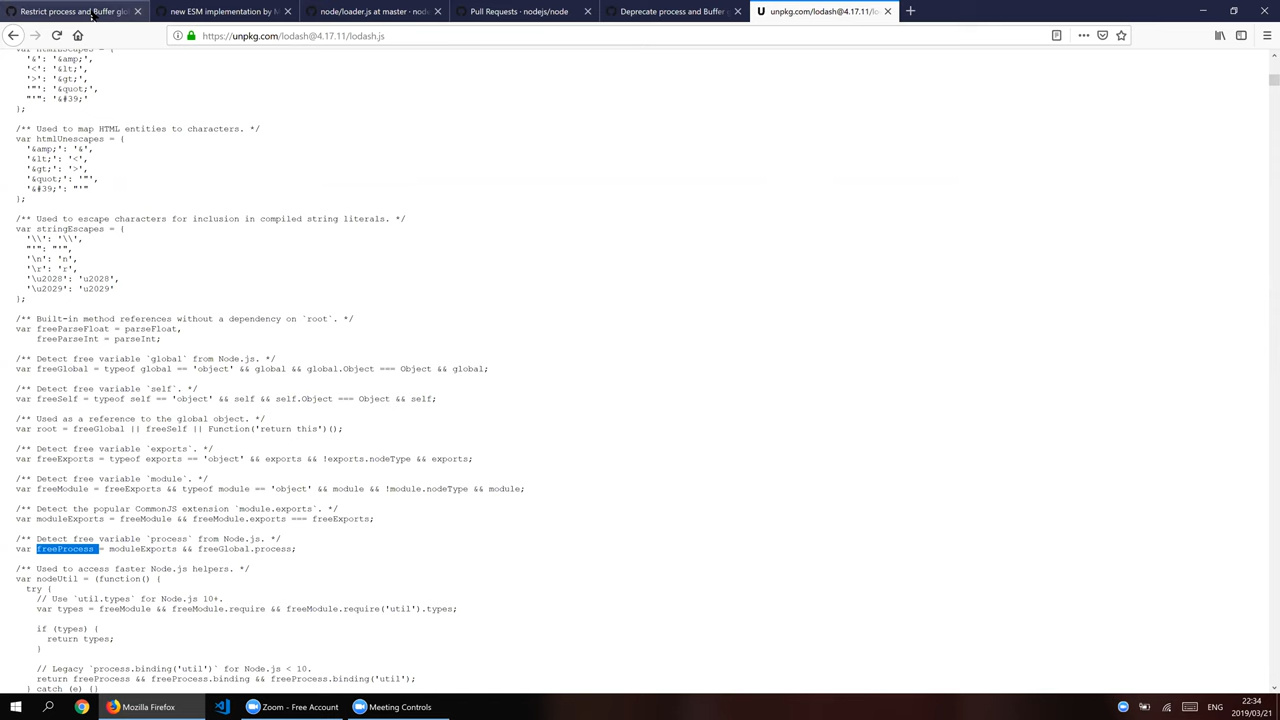 Restrict process and Buffer glo
new ESM implementation by M
node/loader.js at master · node
Pull Requests · nodejs/node
Deprecate process and Buffer
unpkg.com/lodash@4.17.11/lo
https://unpkg.com/lodash@4.17.11/lodash.js
var htmlEscapes = {
'&': '&amp;',
'<': '&lt;',
'>': '&gt;',
'"': '&quot;',
"'": '&#39;'
};
/** Used to map HTML entities to characters. */
var htmlUnescapes = {
'&amp;': '&',
'&lt;': '<',
'&gt;': '>',
'&quot;': '"',
'&#39;': "'"
};
/** Used to escape characters for inclusion in compiled string literals. */
var stringEscapes = {
'\\': '\\',
"'": "'",
'\n': 'n',
'\r': 'r',
'\u2028': 'u2028',
'\u2029': 'u2029'
};
/** Built-in method references without a dependency on `root`. */
var freeParseFloat = parseFloat,
freeParseInt = parseInt;
/** Detect free variable `global` from Node.js. */
var freeGlobal = typeof global == 'object' && global && global.Object === Object && global;
/** Detect free variable `self`. */
var freeSelf = typeof self == 'object' && self && self.Object === Object && self;
/** Used as a reference to the global object. */
var root = freeGlobal || freeSelf || Function('return this')();
/** Detect free variable `exports`. */
var freeExports = typeof exports == 'object' && exports && !exports.nodeType && exports;
/** Detect free variable `module`. */
var freeModule = freeExports && typeof module == 'object' && module && !module.nodeType && module;
/** Detect the popular CommonJS extension `module.exports`. */
var moduleExports = freeModule && freeModule.exports === freeExports;
/** Detect free variable `process` from Node.js. */
var freeProcess = moduleExports && freeGlobal.process;
/** Used to access faster Node.js helpers. */
var nodeUtil = (function() {
try {
// Use `util.types` for Node.js 10+.
var types = freeModule && freeModule.require && freeModule.require('util').types;
if (types) {
return types;
}
// Legacy `process.binding('util')` for Node.js < 10.
return freeProcess && freeProcess.binding && freeProcess.binding('util');
} catch (e) {}
Mozilla Firefox
Zoom - Free Account
Meeting Controls
ENG
22:34
2019/03/21